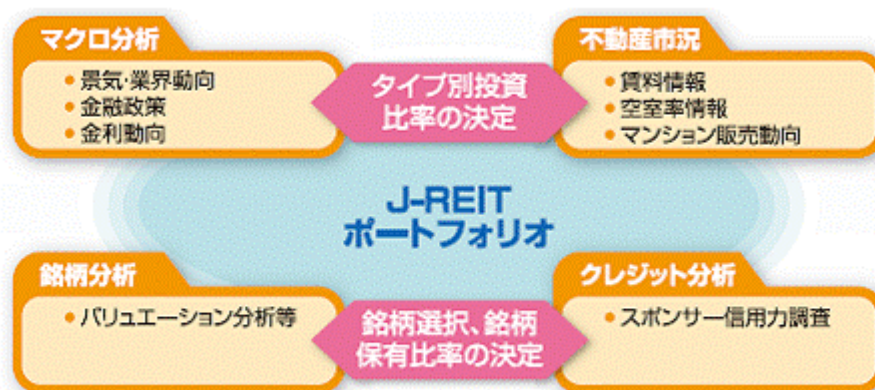 マクロ分析
・景気・業界動向
・金融政策
・金利動向
タイプ別投資
比率の決定
不動産市況
・賃料情報
・空室率情報
・マンション販売動向
J-REIT
ポートフォリオ
銘柄分析
・バリュエーション分析等
銘柄選択、銘柄
保有比率の決定
クレジット分析
・スポンサー信用力調査